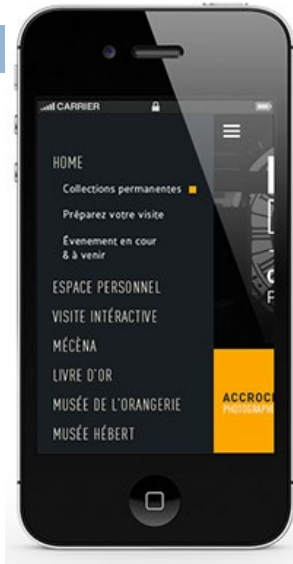 CARRIER
HOME
Collections permanentes
Préparez votre visite
Évenement en cour
& à venir
ESPACE PERSONNEL
VISITE INTÉRACTIVE
MÉCÈNA
LIVRE D'OR
MUSÉE DE L'ORANGERIE
MUSÉE HÉBERT
ACCROC
PHOTOGRAPH